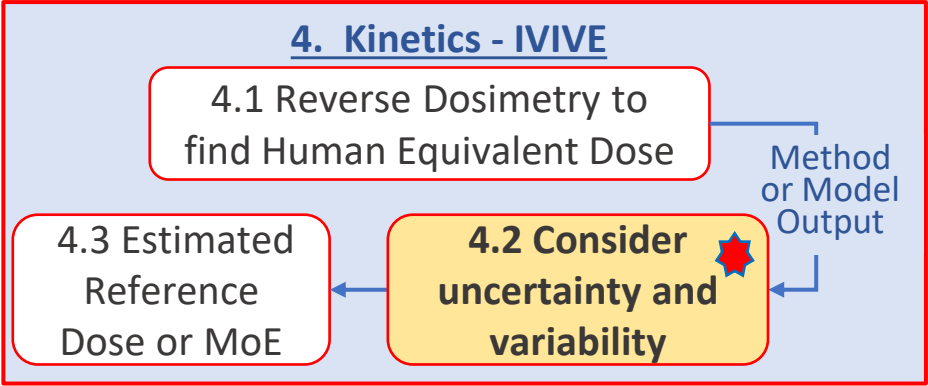 4. Kinetics - IVIVE
4.1 Reverse Dosimetry to
find Human Equivalent Dose
Method
or Model
Output
4.2 Consider
uncertainty and
variability
4.3 Estimated
Reference
Dose or MoE